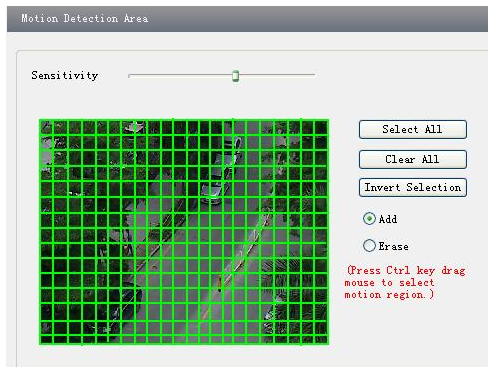 Motion Detection Area
Sensitivity
Select All
Clear All
Invert Selection
Add
Erase
(Press Ctrl key drag
mouse to select
motion region.)